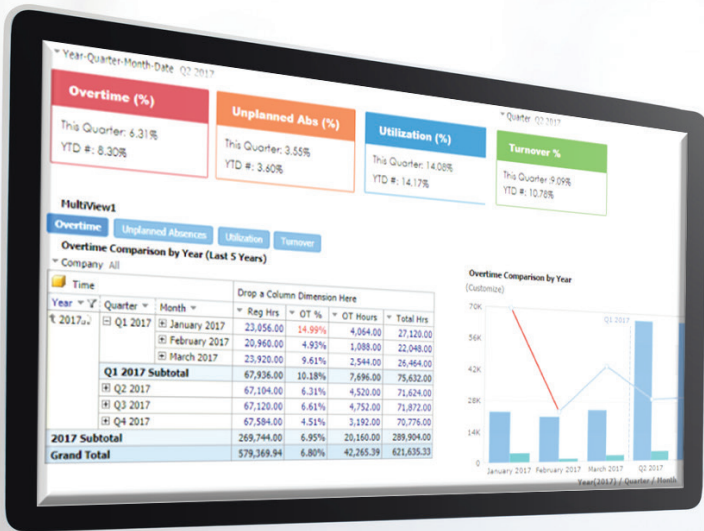 Year-Quarter-Month-Date Q2 2017
Overtime (%)
This Quarter: 6.31%
YTD #: 8.30%
Unplanned Abs (%)
This Quarter: 3.55%
YTD #: 3.60%
Utilization (%)
This Quarter: 14.08%
YTD #: 14.17%
Quarter Q2 2017
Turnover %
This Quarter :9.09%
YTD #: 10.78%
MultiView1
Overtime Unplanned Absences Utilization Turnover
Overtime Comparison by Year (Last 5 Years)
Company All
Time Drop a Column Dimension Here
Year Quarter Month Reg Hrs OT % OT Hours Total Hrs
2017 Q1 2017 January 2017 23,056.00 14.99% 4,064.00 27,120.00
February 2017 20,960.00 4.93% 1,088.00 22,048.00
March 2017 23,920.00 9.61% 2,544.00 26,464.00
Q1 2017 Subtotal 67,936.00 10.18% 7,696.00 75,632.00
Q2 2017 67,104.00 6.31% 4,520.00 71,624.00
Q3 2017 67,120.00 6.61% 4,752.00 71,872.00
Q4 2017 67,584.00 4.51% 3,192.00 70,776.00
2017 Subtotal 269,744.00 6.95% 20,160.00 289,904.00
Grand Total 579,369.94 6.80% 42,265.39 621,635.33
Overtime Comparison by Year
(Customize)
70K
56K
42K
28K
14K
0
Q1 2017
January 2017 February 2017 March 2017 Q2 2017
Year(2017) / Quarter / Month